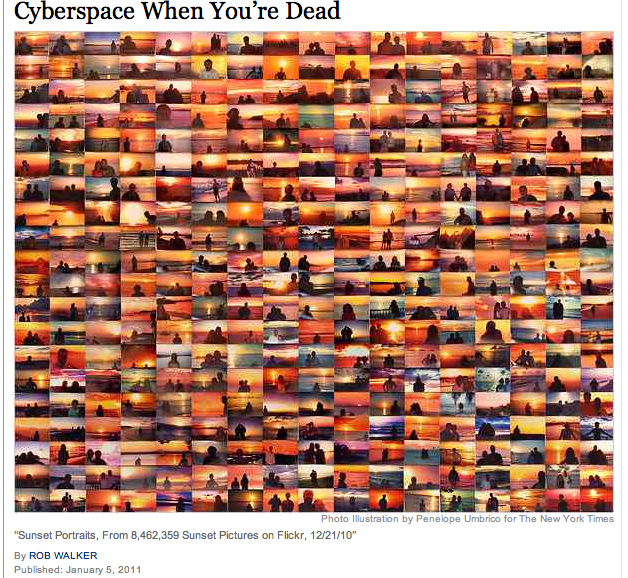 Cyberspace When You’re Dead
Photo Illustration by Penelope Umbrico for The New York Times
"Sunset Portraits, From 8,462,359 Sunset Pictures on Flickr, 12/21/10"
By ROB WALKER
Published: January 5, 2011